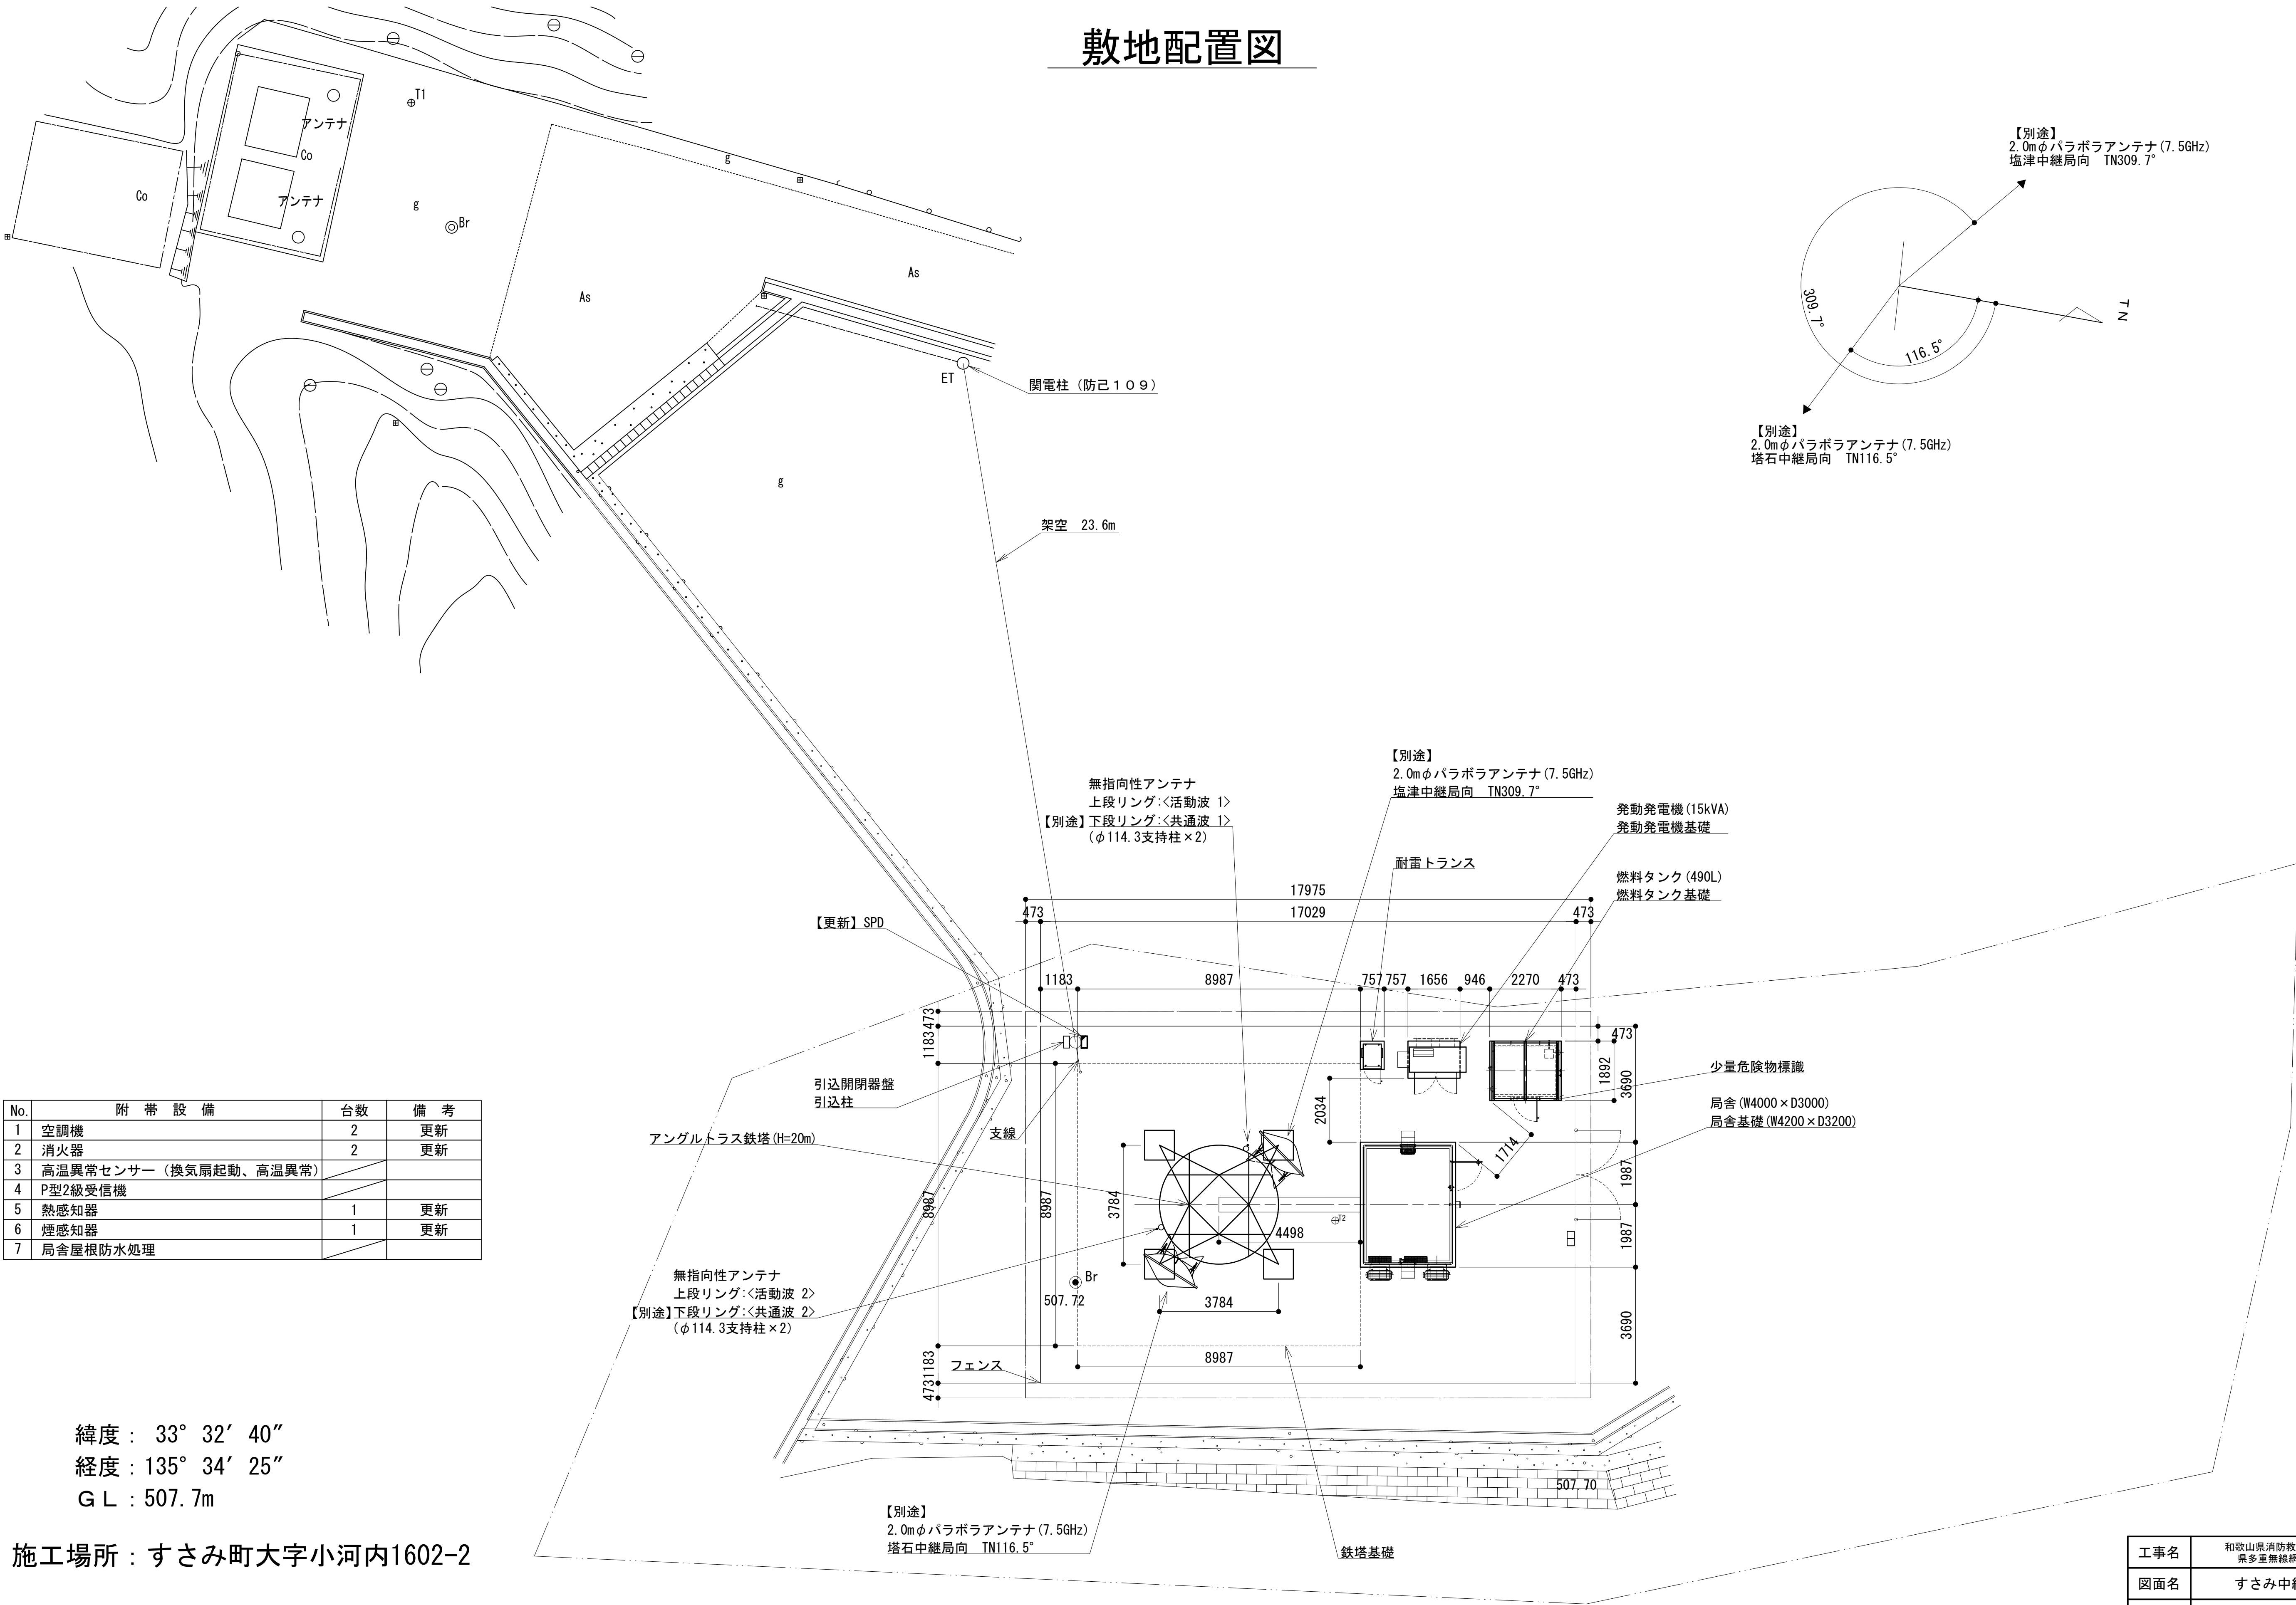 敷地配置図
T1
アンテナ
Co
アンテナ
Co
g
Br
g
As
As
ET
関電柱（防己１０９）
g
架空　23.6m
【別途】
2.0mφパラボラアンテナ(7.5GHz)
塩津中継局向　TN309.7°
309.7°
116.5°
TN
【別途】
2.0mφパラボラアンテナ(7.5GHz)
塔石中継局向　TN116.5°
【別途】
2.0mφパラボラアンテナ(7.5GHz)
塩津中継局向　TN309.7°
無指向性アンテナ
上段リング:<活動波 1>
【別途】下段リング:<共通波 1>
(φ114.3支持柱×2)
発動発電機(15kVA)
発動発電機基礎
耐雷トランス
燃料タンク(490L)
燃料タンク基礎
【更新】SPD
17975
473
17029
473
1183
8987
757
757
1656
946
2270
473
473
1183
8987
1183
473
引込開閉器盤
引込柱
支線
アングルトラス鉄塔(H=20m)
8987
3784
2034
4498
T2
1714
473
1892
3690
1987
1987
3690
少量危険物標識
局舎(W4000×D3000)
局舎基礎(W4200×D3200)
無指向性アンテナ
上段リング:<活動波 2>
【別途】下段リング:<共通波 2>
(φ114.3支持柱×2)
Br
507.72
3784
8987
フェンス
507.70
【別途】
2.0mφパラボラアンテナ(7.5GHz)
塔石中継局向　TN116.5°
鉄塔基礎
No. 附帯設備 台数 備考
1 空調機 2 更新
2 消火器 2 更新
3 高温異常センサー（換気扇起動、高温異常）
4 P型2級受信機
5 熱感知器 1 更新
6 煙感知器 1 更新
7 局舎屋根防水処理
緯度： 33° 32′ 40″
経度：135° 34′ 25″
ＧＬ：507.7m
施工場所：すさみ町大字小河内1602-2
工事名 和歌山県消防救
県多重無線網
図面名 すさみ中継